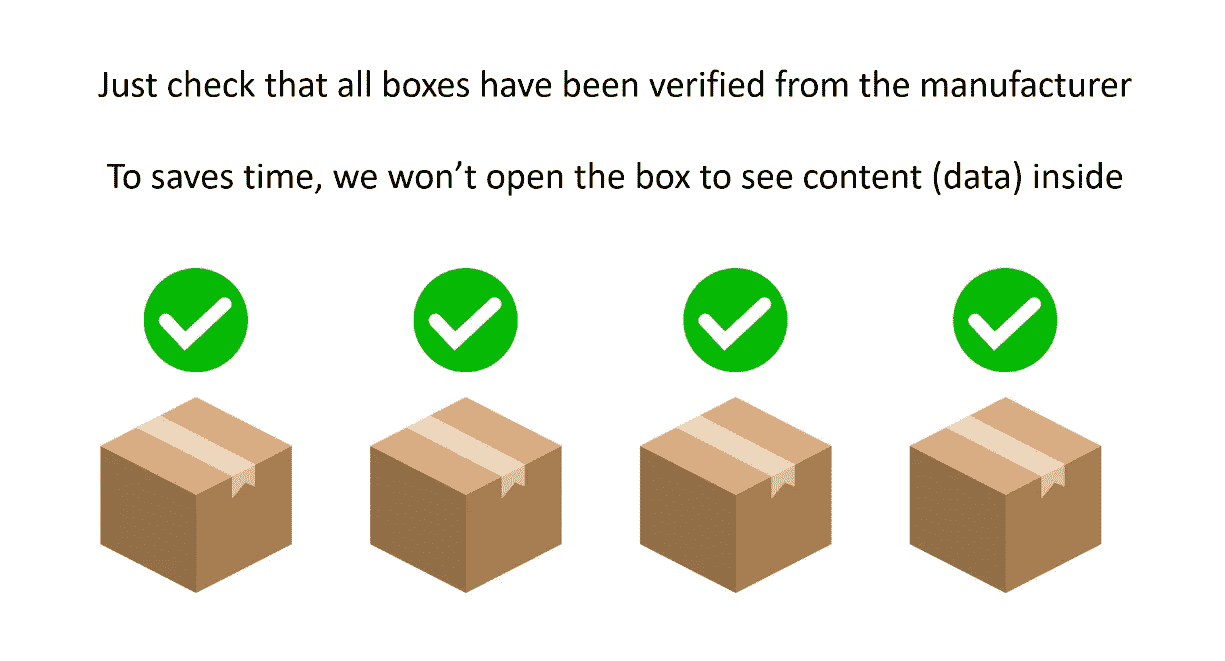 Just check that all boxes have been verified from the manufacturer
To saves time, we won’t open the box to see content (data) inside